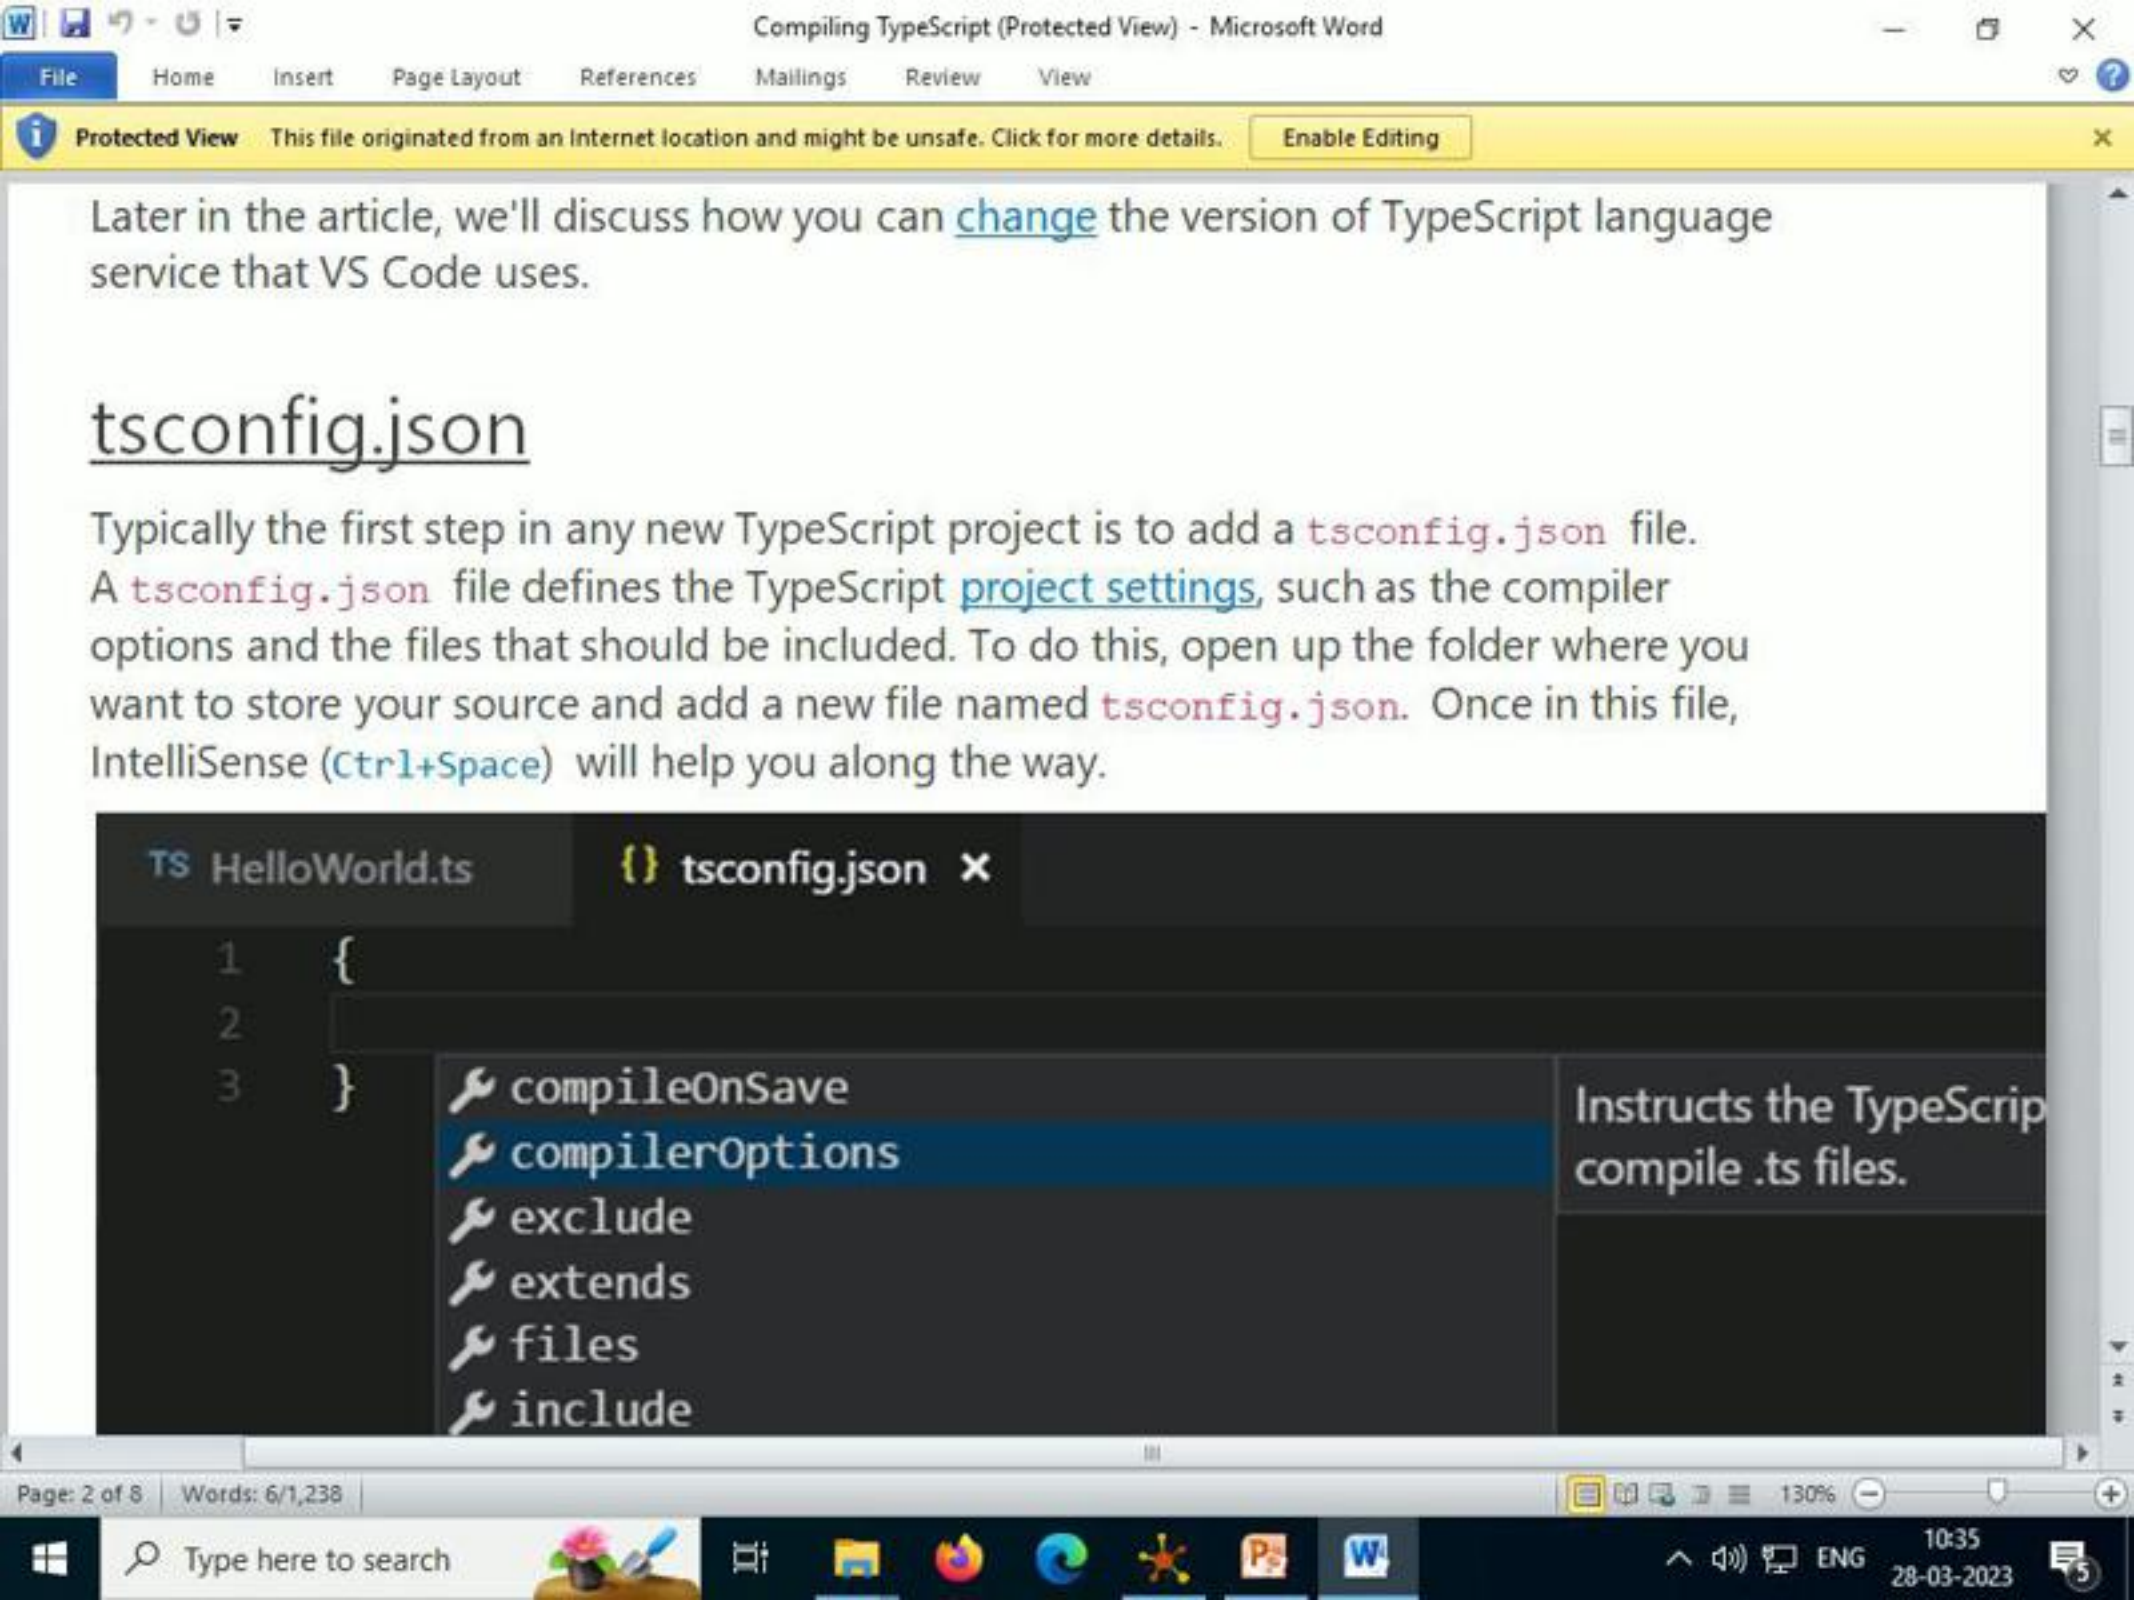 Compiling TypeScript (Protected View) - Microsoft Word
File Home Insert Page Layout References Mailings Review View
Protected View This file originated from an Internet location and might be unsafe. Click for more details. Enable Editing
Later in the article, we'll discuss how you can change the version of TypeScript language
service that VS Code uses.
tsconfig.json
Typically the first step in any new TypeScript project is to add a tsconfig.json file.
A tsconfig.json file defines the TypeScript project settings, such as the compiler
options and the files that should be included. To do this, open up the folder where you
want to store your source and add a new file named tsconfig.json. Once in this file,
IntelliSense (Ctrl+Space) will help you along the way.
TS HelloWorld.ts {} tsconfig.json ×
1 {
2
3 }
compileOnSave
compilerOptions
exclude
extends
files
include
Instructs the TypeScrip
compile .ts files.
Page: 2 of 8 Words: 6/1,238 130%
Type here to search
ENG
10:35
28-03-2023
5